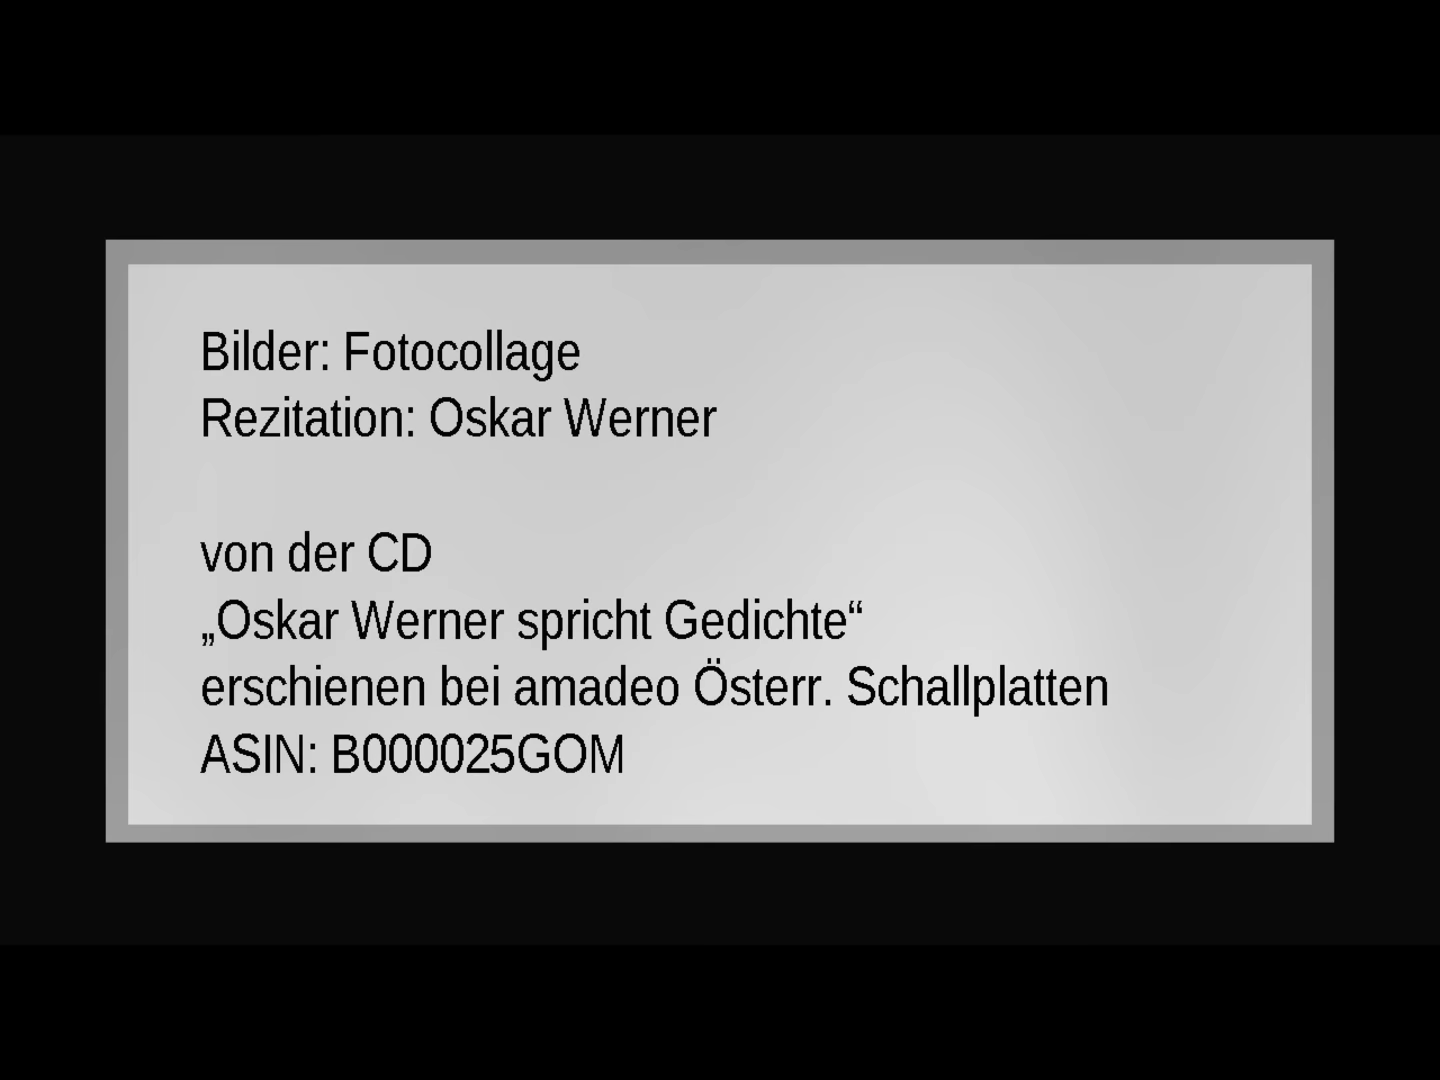 Bilder: Fotocollage
Rezitation: Oskar Werner
von der CD
„Oskar Werner spricht Gedichte“
erschienen bei amadeo Österr. Schallplatten
ASIN: B000025GOM